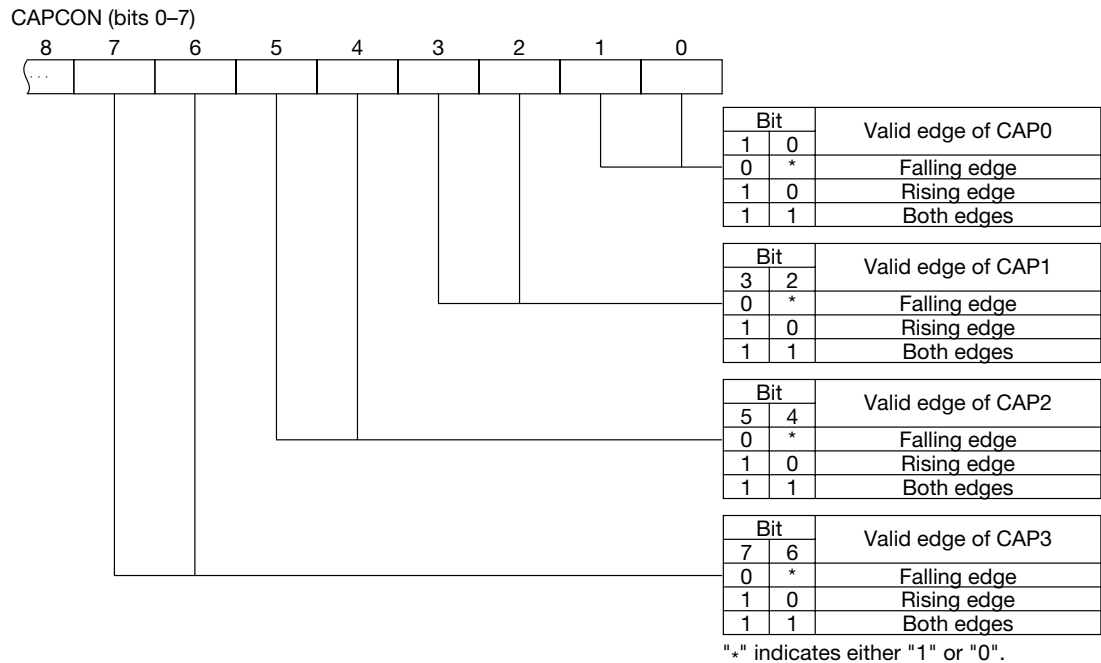 CAPCON (bits 0–7)
8 7 6 5 4 3 2 1 0
...
Bit Valid edge of CAP0
1 0
0 * Falling edge
1 0 Rising edge
1 1 Both edges
Bit Valid edge of CAP1
3 2
0 * Falling edge
1 0 Rising edge
1 1 Both edges
Bit Valid edge of CAP2
5 4
0 * Falling edge
1 0 Rising edge
1 1 Both edges
Bit Valid edge of CAP3
7 6
0 * Falling edge
1 0 Rising edge
1 1 Both edges
"*" indicates either "1" or "0".